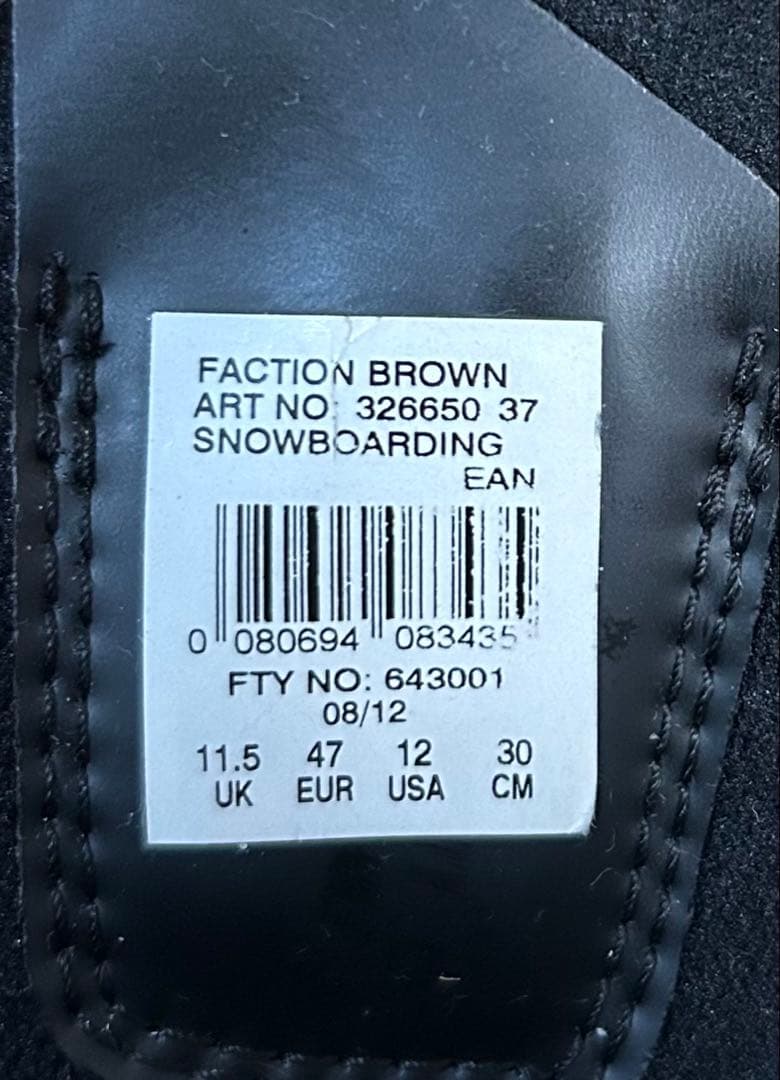 FACTION BROWN
ART NO: 326650 37
SNOWBOARDING
EAN
0 080694 083435
FTY NO: 643001
08/12
11.5 47 12 30
UK EUR USA CM